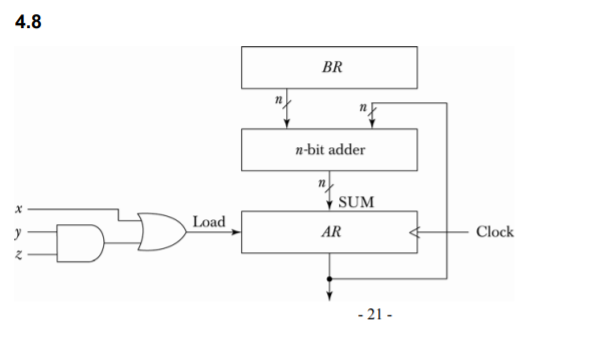 4.8
BR
n
n
n-bit adder
n
SUM
x
Load
y
AR
Clock
z
- 21 -